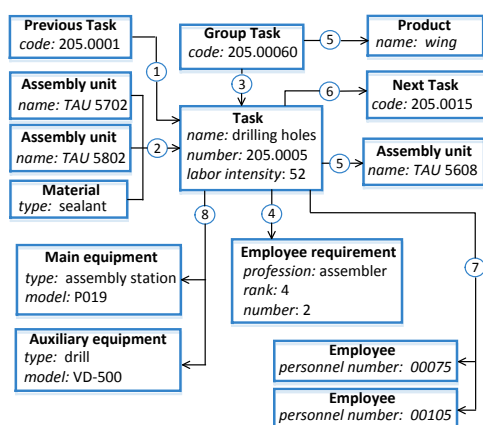 Previous Task
code: 205.0001
Group Task
code: 205.00060
5
Product
name: wing
1
3
6
Next Task
code: 205.0015
Assembly unit
name: TAU 5702
Assembly unit
name: TAU 5802
Material
type: sealant
2
Task
name: drilling holes
number: 205.0005
labor intensity: 52
5
Assembly unit
name: TAU 5608
8
4
7
Main equipment
type: assembly station
model: P019
Employee requirement
profession: assembler
rank: 4
number: 2
Auxiliary equipment
type: drill
model: VD-500
Employee
personnel number: 00075
Employee
personnel number: 00105